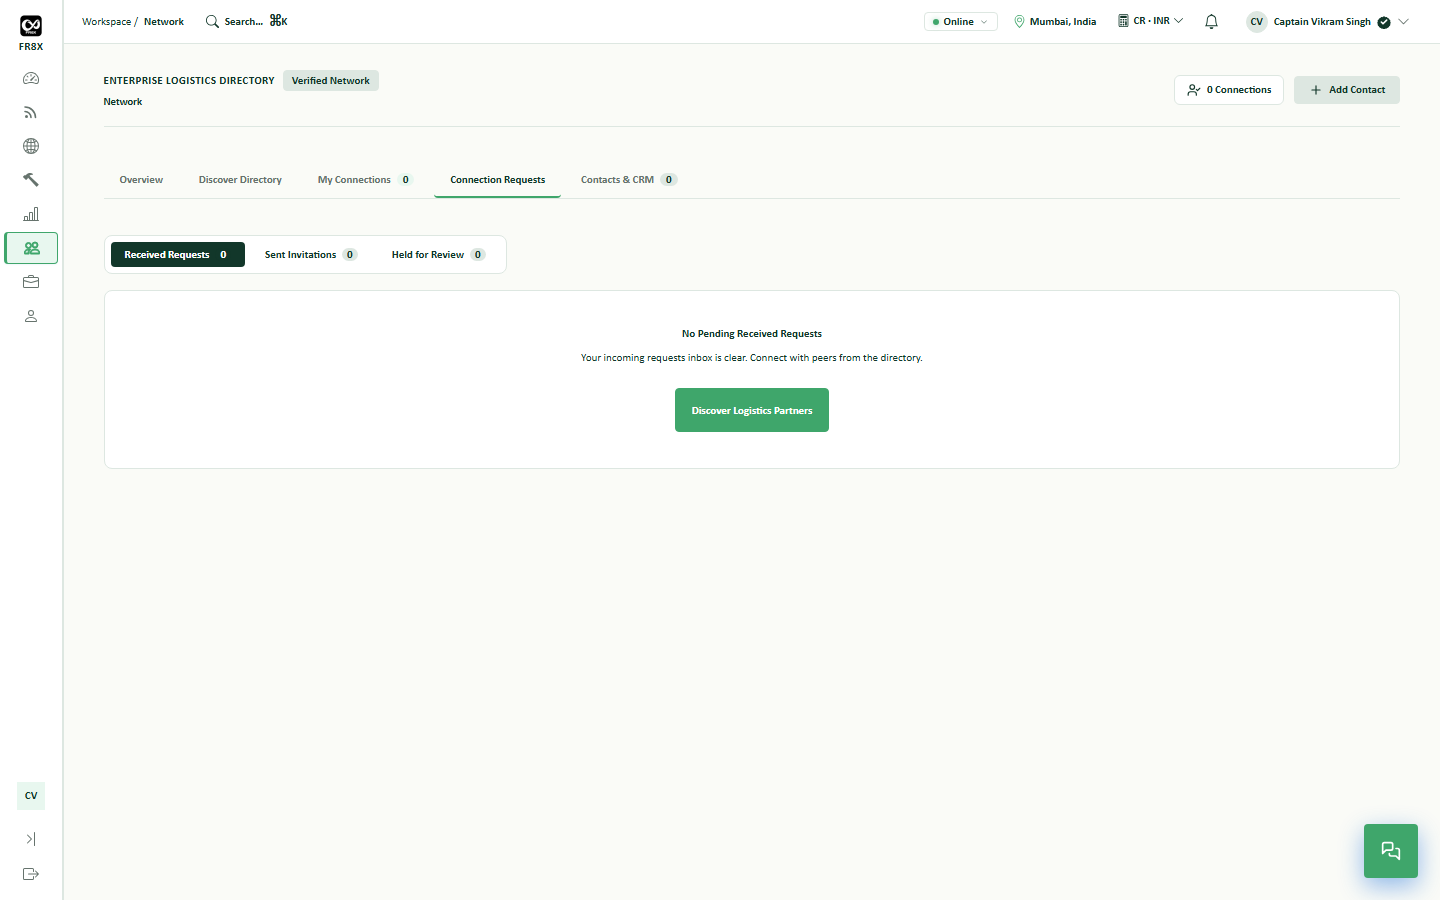 FR8X
FR8X
Workspace / Network
Search... ⌘K
Online
Mumbai, India
CR · INR
CV
Captain Vikram Singh
ENTERPRISE LOGISTICS DIRECTORY
Verified Network
Network
0 Connections
Add Contact
Overview
Discover Directory
My Connections 0
Connection Requests
Contacts & CRM 0
Received Requests 0
Sent Invitations 0
Held for Review 0
No Pending Received Requests
Your incoming requests inbox is clear. Connect with peers from the directory.
Discover Logistics Partners
CV